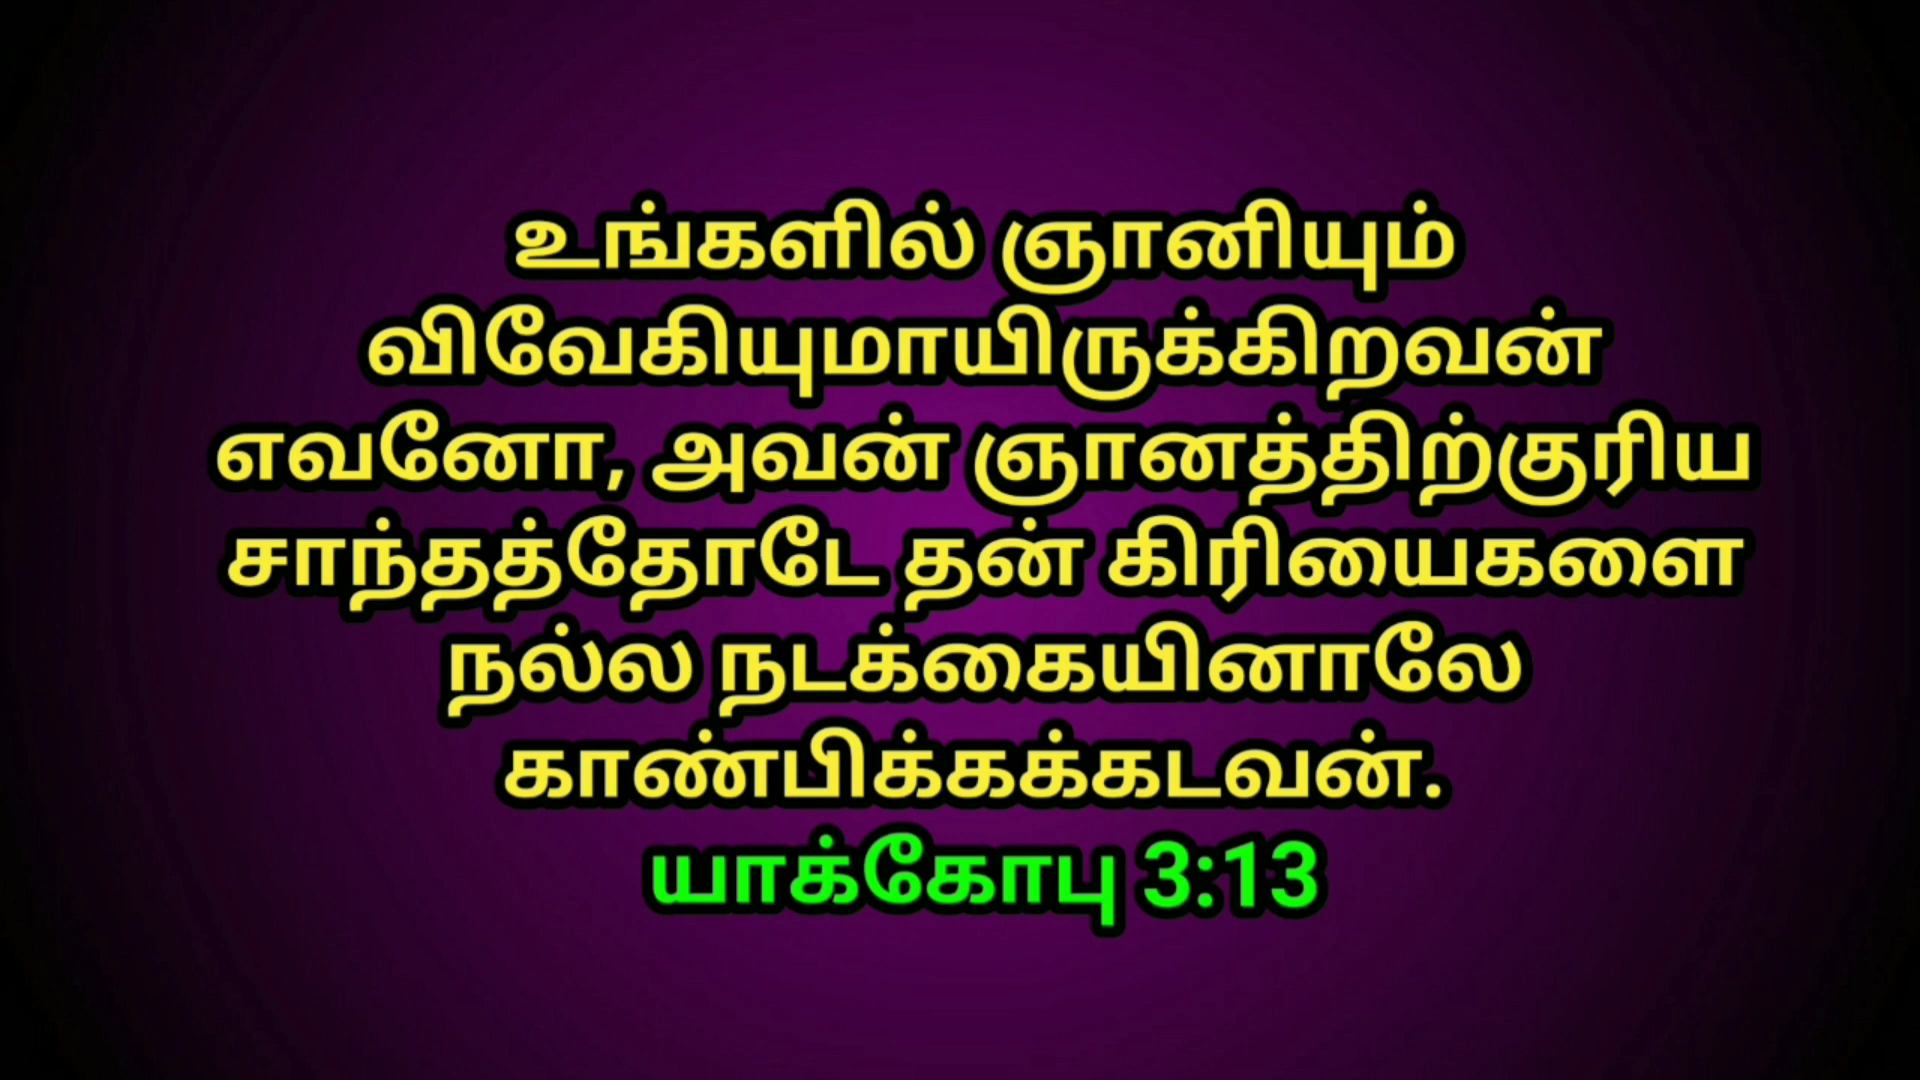 உங்களில் ஞானியும்
விவேகியுமாயிருக்கிறவன்
எவனோ, அவன் ஞானத்திற்குரிய
சாந்தத்தோடே தன் கிரியைகளை
நல்ல நடக்கையினாலே
காண்பிக்கக்கடவன்.
யாக்கோபு 3:13